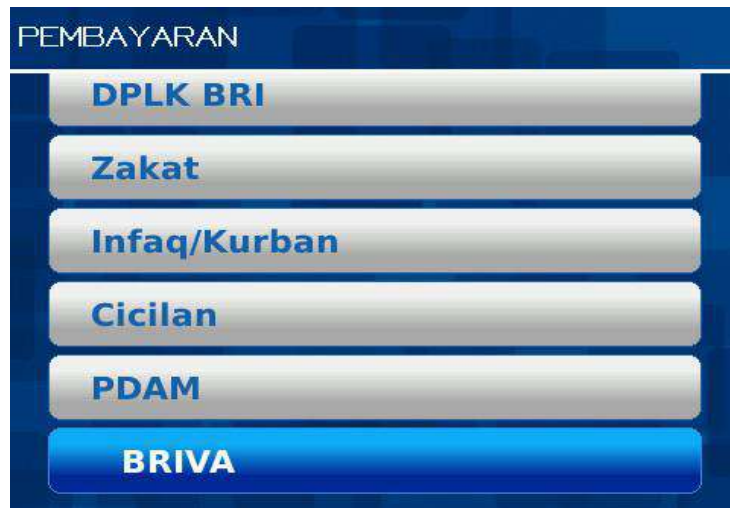 PEMBAYARAN
DPLK BRI
Zakat
Infaq/Kurban
Cicilan
PDAM
BRIVA